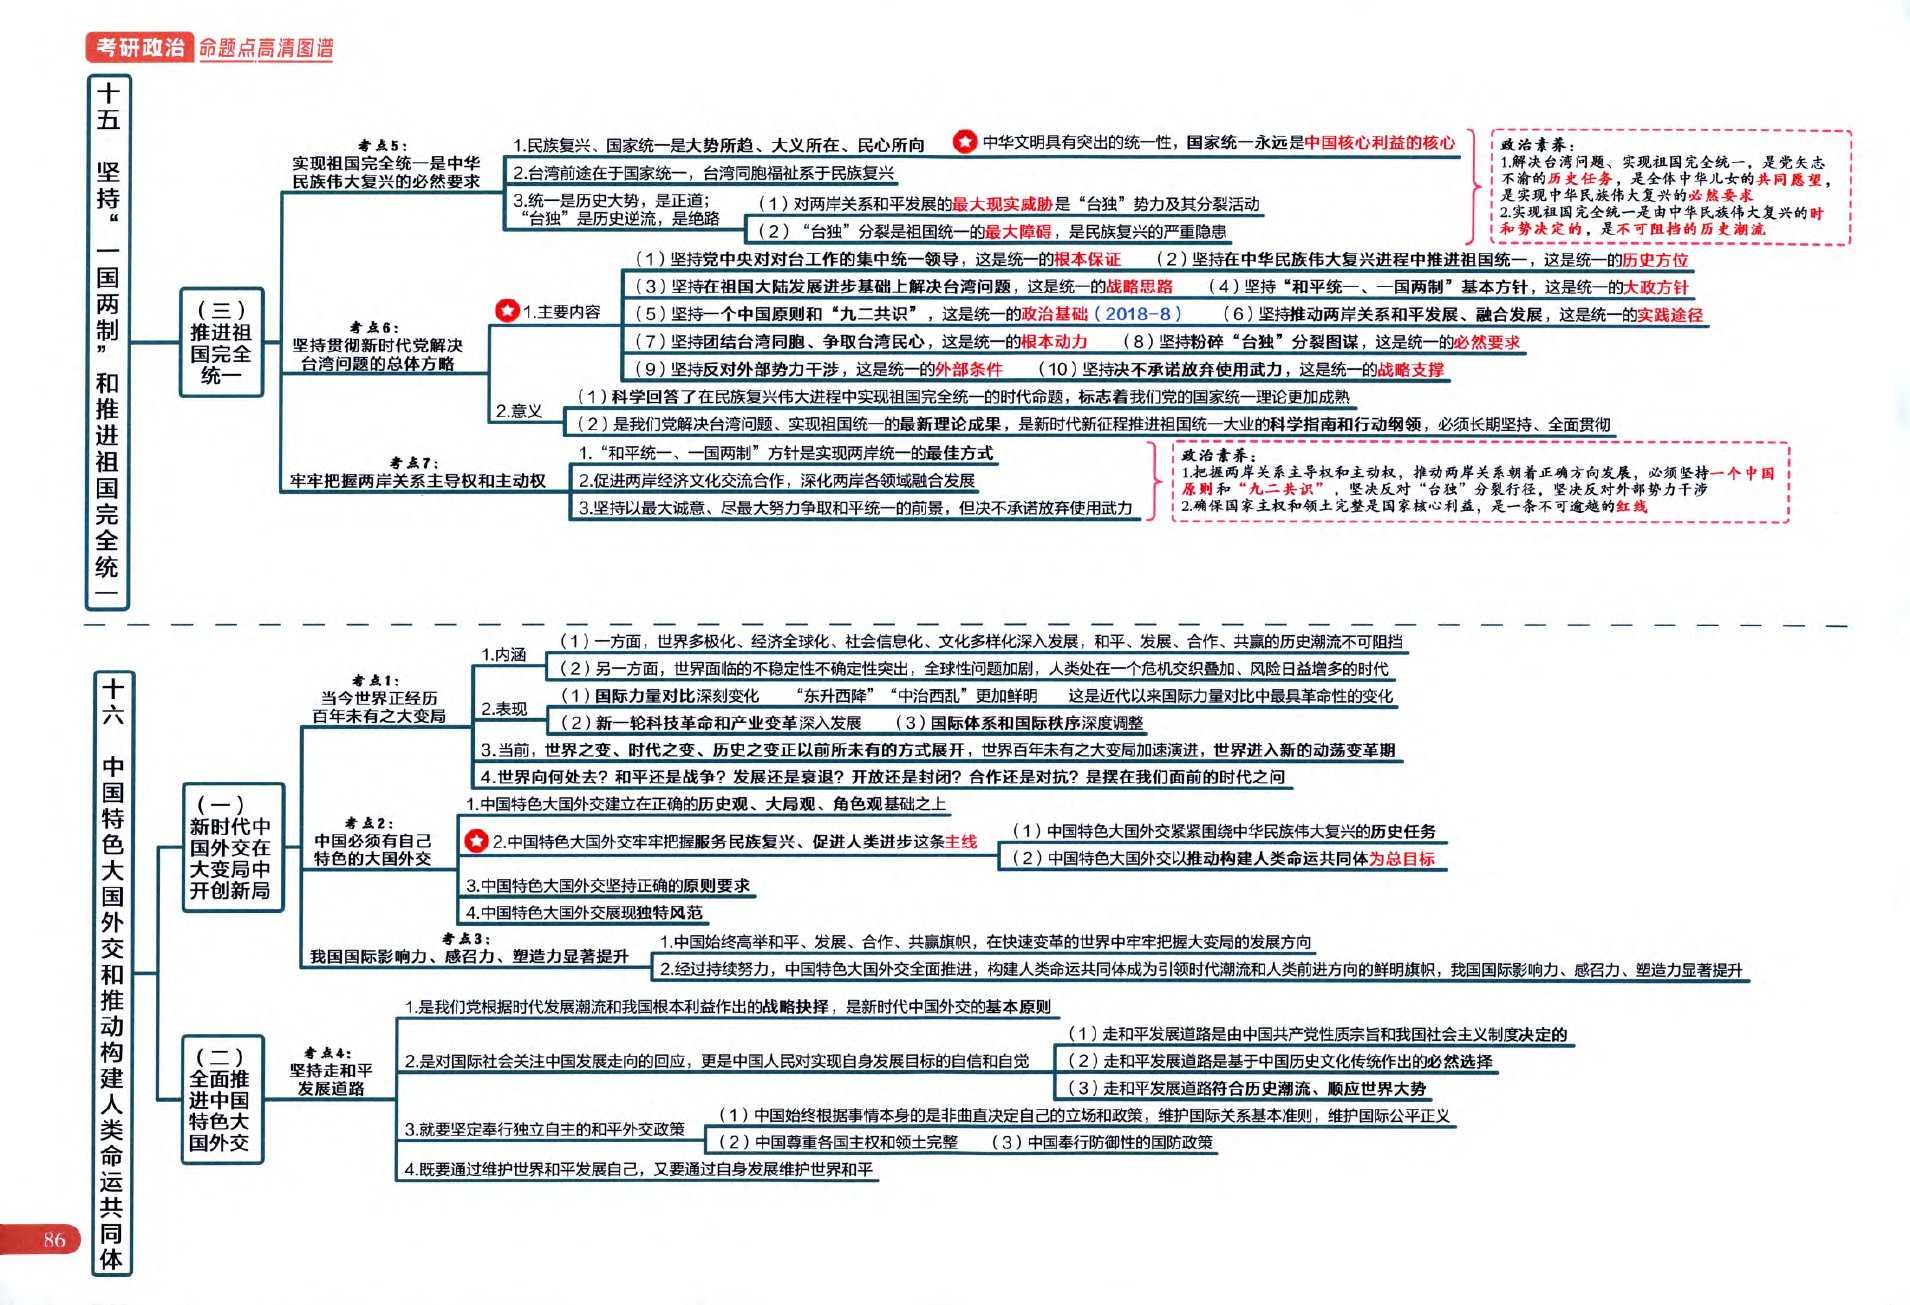 考研政治 命题点高清图谱
十五 坚持“一国两制”和推进祖国完全统一
（三）
推进祖
国完全
统一
考点5：
实现祖国完全统一是中华
民族伟大复兴的必然要求
1.民族复兴、国家统一是大势所趋、大义所在、民心所向
中华文明具有突出的统一性，国家统一永远是中国核心利益的核心
2.台湾前途在于国家统一，台湾同胞福祉系于民族复兴
3.统一是历史大势，是正道；
“台独”是历史逆流，是绝路
（1）对两岸关系和平发展的最大现实威胁是“台独”势力及其分裂活动
（2）“台独”分裂是祖国统一的最大障碍，是民族复兴的严重隐患
政治素养：
1.解决台湾问题、实现祖国完全统一，是党矢志
不渝的历史任务，是全体中华儿女的共同愿望，
是实现中华民族伟大复兴的必然要求
2.实现祖国完全统一是由中华民族伟大复兴的时
和势决定的，是不可阻挡的历史潮流
考点6：
坚持贯彻新时代党解决
台湾问题的总体方略
1.主要内容
（1）坚持党中央对对台工作的集中统一领导，这是统一的根本保证 （2）坚持在中华民族伟大复兴进程中推进祖国统一，这是统一的历史方位
（3）坚持在祖国大陆发展进步基础上解决台湾问题，这是统一的战略思路 （4）坚持“和平统一、一国两制”基本方针，这是统一的大政方针
（5）坚持一个中国原则和“九二共识”，这是统一的政治基础（2018-8） （6）坚持推动两岸关系和平发展、融合发展，这是统一的实践途径
（7）坚持团结台湾同胞、争取台湾民心，这是统一的根本动力 （8）坚持粉碎“台独”分裂图谋，这是统一的必然要求
（9）坚持反对外部势力干涉，这是统一的外部条件 （10）坚持决不承诺放弃使用武力，这是统一的战略支撑
2.意义
（1）科学回答了在民族复兴伟大进程中实现祖国完全统一的时代命题，标志着我们党的国家统一理论更加成熟
（2）是我们党解决台湾问题、实现祖国统一的最新理论成果，是新时代新征程推进祖国统一大业的科学指南和行动纲领，必须长期坚持、全面贯彻
考点7：
牢牢把握两岸关系主导权和主动权
1.“和平统一、一国两制”方针是实现两岸统一的最佳方式
2.促进两岸经济文化交流合作，深化两岸各领域融合发展
3.坚持以最大诚意、尽最大努力争取和平统一的前景，但决不承诺放弃使用武力
政治素养：
1.把握两岸关系主导权和主动权，推动两岸关系朝着正确方向发展，必须坚持一个中国
原则和“九二共识”，坚决反对“台独”分裂行径，坚决反对外部势力干涉
2.确保国家主权和领土完整是国家核心利益，是一条不可逾越的红线
十六 中国特色大国外交和推动构建人类命运共同体
（一）
新时代中
国外交在
大变局中
开创新局
考点1：
当今世界正经历
百年未有之大变局
1.内涵
（1）一方面，世界多极化、经济全球化、社会信息化、文化多样化深入发展，和平、发展、合作、共赢的历史潮流不可阻挡
（2）另一方面，世界面临的不稳定性不确定性突出，全球性问题加剧，人类处在一个危机交织叠加、风险日益增多的时代
2.表现
（1）国际力量对比深刻变化 “东升西降”“中治西乱”更加鲜明 这是近代以来国际力量对比中最具革命性的变化
（2）新一轮科技革命和产业变革深入发展 （3）国际体系和国际秩序深度调整
3.当前，世界之变、时代之变、历史之变正以前所未有的方式展开，世界百年未有之大变局加速演进，世界进入新的动荡变革期
4.世界向何处去？和平还是战争？发展还是衰退？开放还是封闭？合作还是对抗？是摆在我们面前的时代之问
考点2：
中国必须有自己
特色的大国外交
1.中国特色大国外交建立在正确的历史观、大局观、角色观基础之上
2.中国特色大国外交牢牢把握服务民族复兴、促进人类进步这条主线
（1）中国特色大国外交紧紧围绕中华民族伟大复兴的历史任务
（2）中国特色大国外交以推动构建人类命运共同体为总目标
3.中国特色大国外交坚持正确的原则要求
4.中国特色大国外交展现独特风范
考点3：
我国国际影响力、感召力、塑造力显著提升
1.中国始终高举和平、发展、合作、共赢旗帜，在快速变革的世界中牢牢把握大变局的发展方向
2.经过持续努力，中国特色大国外交全面推进，构建人类命运共同体成为引领时代潮流和人类前进方向的鲜明旗帜，我国国际影响力、感召力、塑造力显著提升
（二）
全面推
进中国
特色大
国外交
考点4：
坚持走和平
发展道路
1.是我们党根据时代发展潮流和我国根本利益作出的战略抉择，是新时代中国外交的基本原则
2.是对国际社会关注中国发展走向的回应，更是中国人民对实现自身发展目标的自信和自觉
（1）走和平发展道路是由中国共产党性质宗旨和我国社会主义制度决定的
（2）走和平发展道路是基于中国历史文化传统作出的必然选择
（3）走和平发展道路符合历史潮流、顺应世界大势
3.就要坚定奉行独立自主的和平外交政策
（1）中国始终根据事情本身的是非曲直决定自己的立场和政策，维护国际关系基本准则，维护国际公平正义
（2）中国尊重各国主权和领土完整 （3）中国奉行防御性的国防政策
4.既要通过维护世界和平发展自己，又要通过自身发展维护世界和平
86